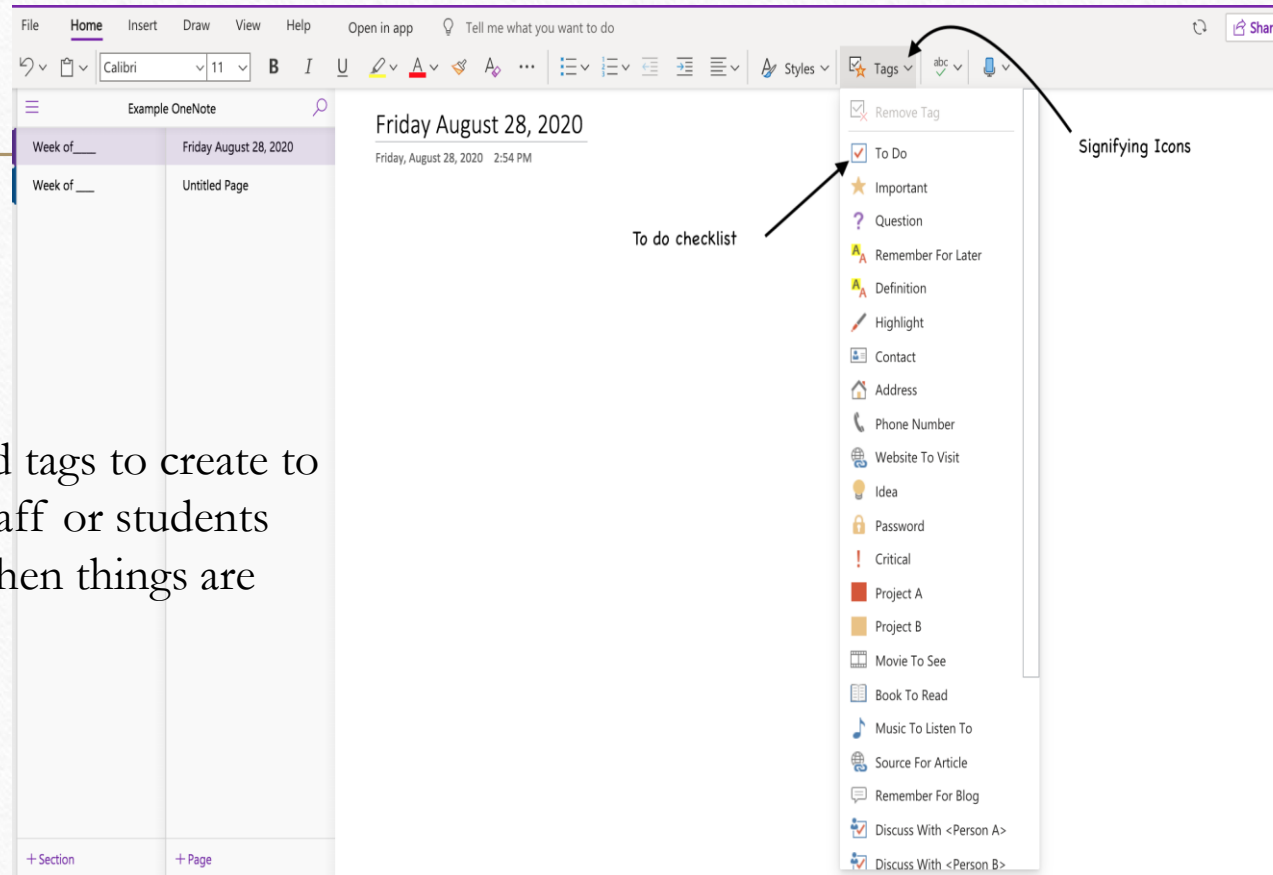 File Home Insert Draw View Help Open in app Tell me what you want to do
Calibri 11 B I U Styles Tags abc
Example OneNote
Week of____ Friday August 28, 2020
Week of ___ Untitled Page
Friday August 28, 2020
Friday, August 28, 2020 2:54 PM
Signifying Icons
To do checklist
Remove Tag
To Do
Important
Question
Remember For Later
Definition
Highlight
Contact
Address
Phone Number
Website To Visit
Idea
Password
Critical
Project A
Project B
Movie To See
Book To Read
Music To Listen To
Source For Article
Remember For Blog
Discuss With <Person A>
Discuss With <Person B>
tags to create to
or students
things are
+ Section + Page